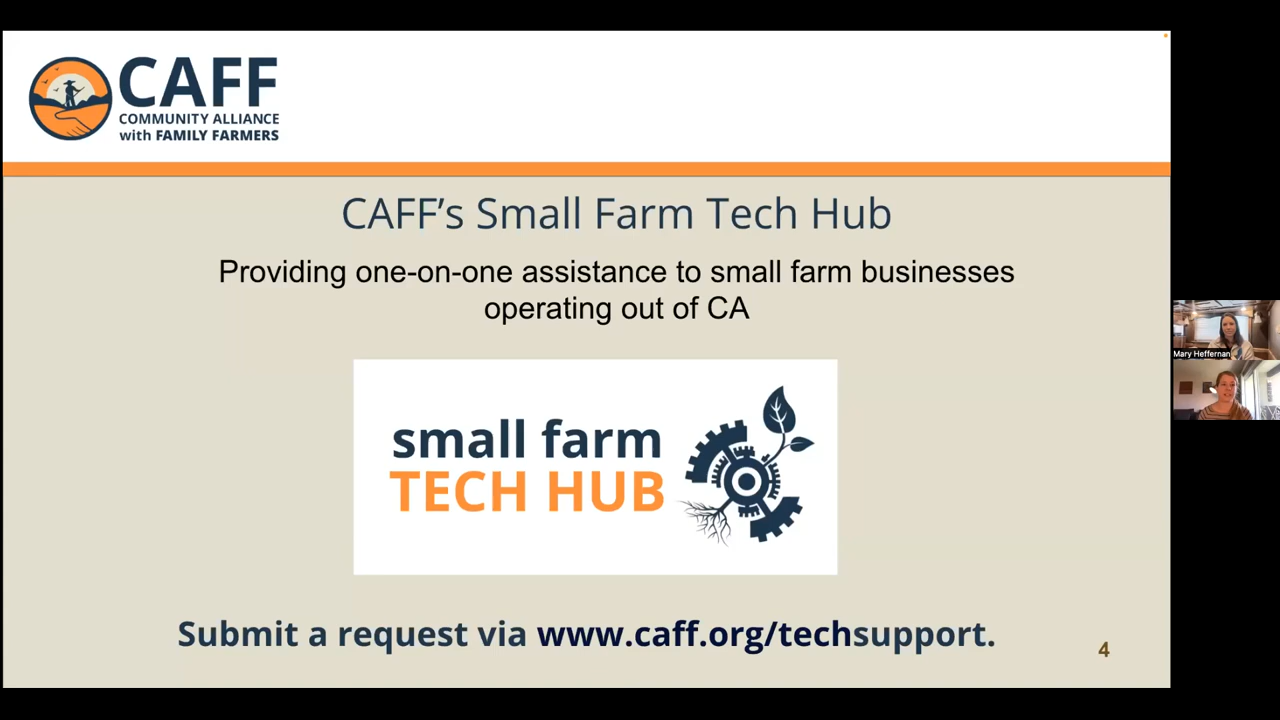 CAFF
COMMUNITY ALLIANCE
with FAMILY FARMERS
CAFF’s Small Farm Tech Hub
Providing one-on-one assistance to small farm businesses
operating out of CA
small farm
TECH HUB
Submit a request via www.caff.org/techsupport.
4
Mary Heffernan